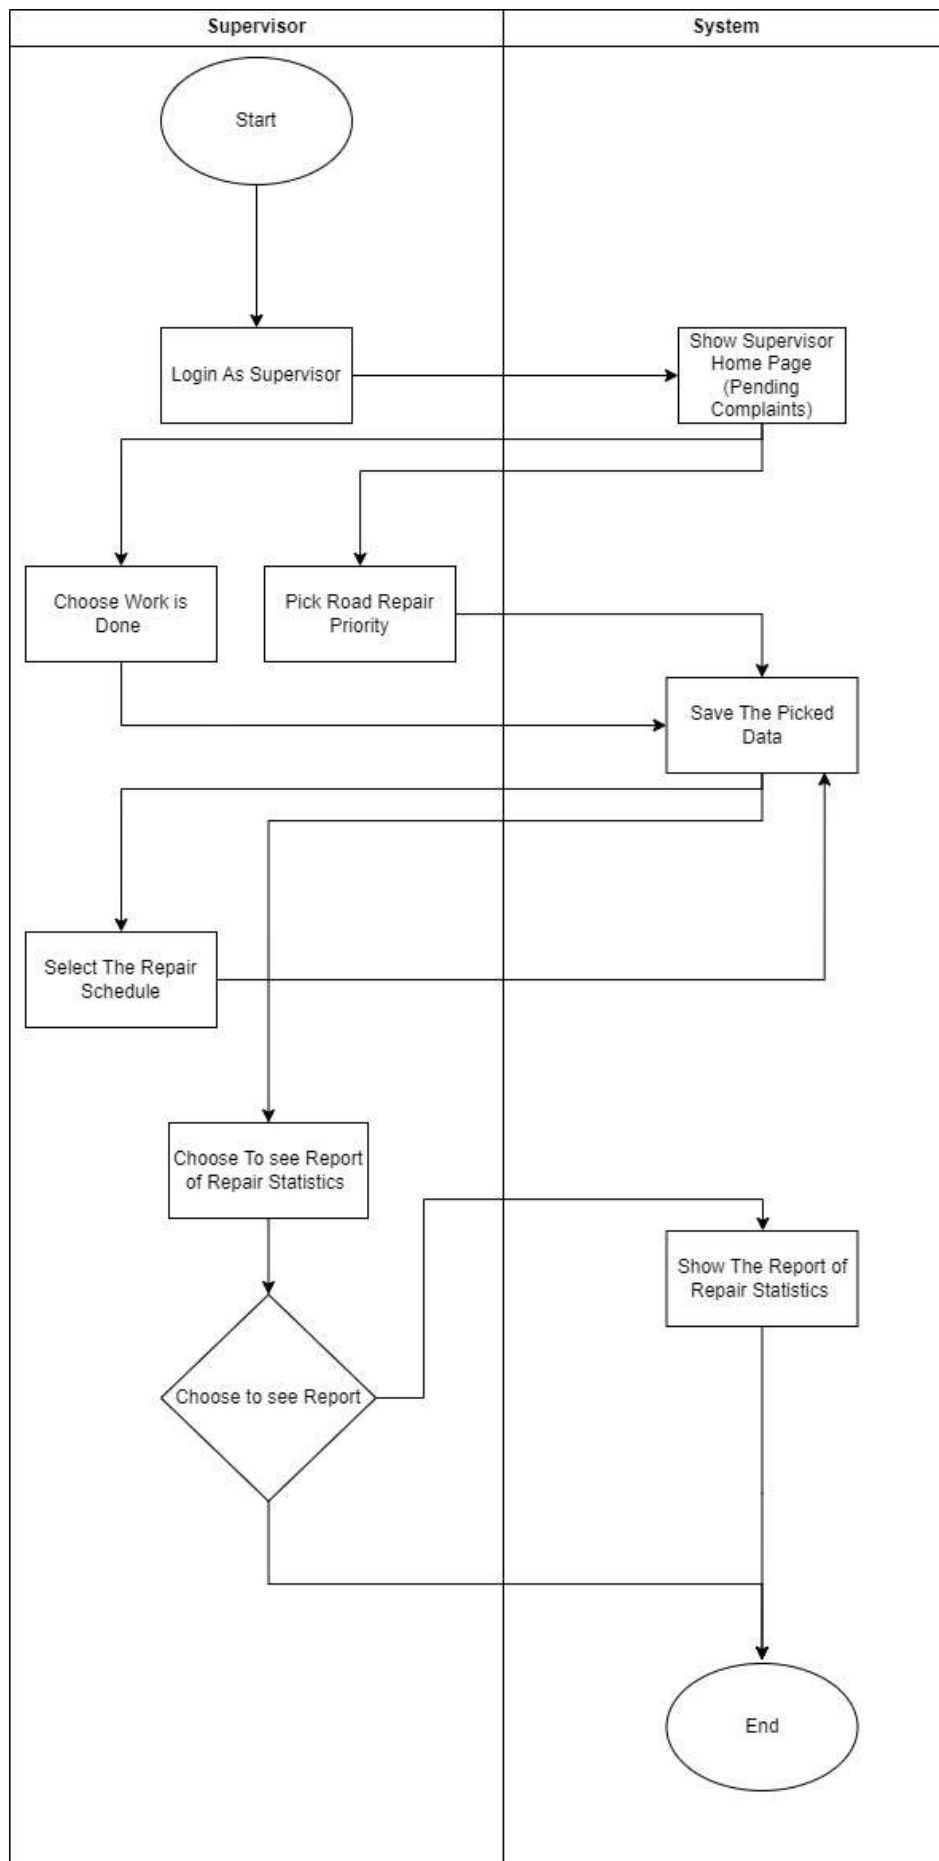 Supervisor
System
Start
Login As Supervisor
Show Supervisor
Home Page
(Pending
Complaints)
Choose Work is
Done
Pick Road Repair
Priority
Save The Picked
Data
Select The Repair
Schedule
Choose To see Report
of Repair Statistics
Show The Report of
Repair Statistics
Choose to see Report
End